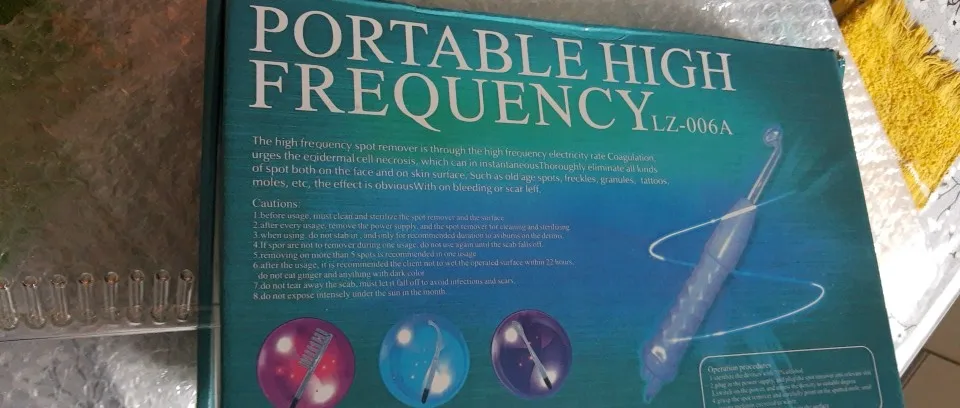 PORTABLE HIGH
FREQUENCY LZ-006A
The high frequency spot remover is through the high frequency electricity rate Coagulation,
urges the epidermal cell necrosis, which can in instantaneousThoroughly eliminate all kinds
of spot both on the face and on skin surface, Such as old age spots, freckles, granules, tattoos,
moles, etc, the effect is obviousWith on bleeding or scar left.
Cautions:
1.before usage, must clean and sterilize the spot remover and the surface
2.after every usage, remove the power supply, and the spot remover for cleaning and sterilizing
3.when using, do not stab in, and only for recommended duration to on the
4.If spor are not to remover during one usage, do not use again until the scab falls off.
5.removing on more than 5 spots is recommended in one usage
6.after the usage, it is recommended the client not to wet the operated surface within 22 hours,
do not eat ginger and anything with dark color
7.do not tear away the scab, must let it fall off to avoid infections and scars.
8.do not expose intensely under the sun in the month
Operation procedures